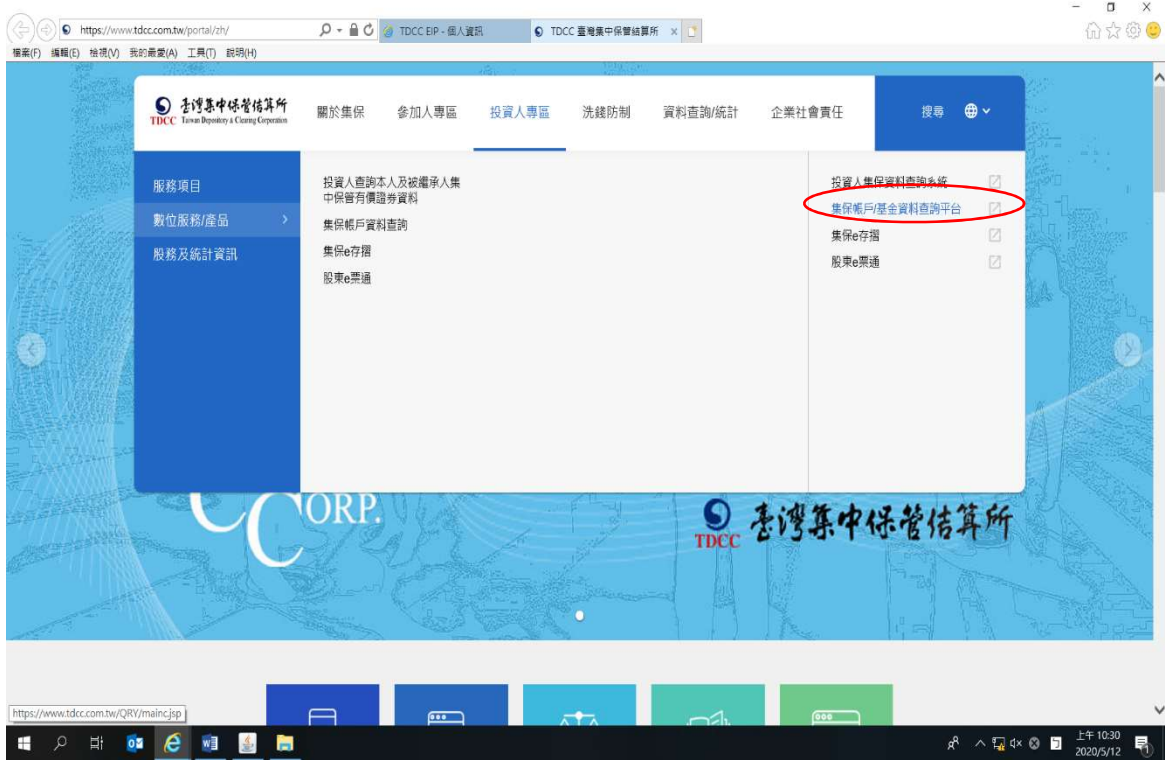 https://www.tdcc.com.tw/portal/zh/
TDCC EIP - 個人資訊
TDCC 臺灣集中保管結算所
檔案(F) 編輯(E) 檢視(V) 我的最愛(A) 工具(T) 說明(H)
臺灣集中保管結算所
TDCC Taiwan Depository & Clearing Corporation
關於集保 參加人專區 投資人專區 洗錢防制 資料查詢/統計 企業社會責任 搜尋
服務項目
數位服務/產品
股務及統計資訊
投資人查詢本人及被繼承人集
中保管有價證券資料
集保帳戶資料查詢
集保e存摺
股東e票通
投資人集保資料查詢系統
集保帳戶/基金資料查詢平台
集保e存摺
股東e票通
CORP.
C
TDCC 臺灣集中保管結算所
https://www.tdcc.com.tw/QRY/mainc.jsp
上午 10:30
2020/5/12